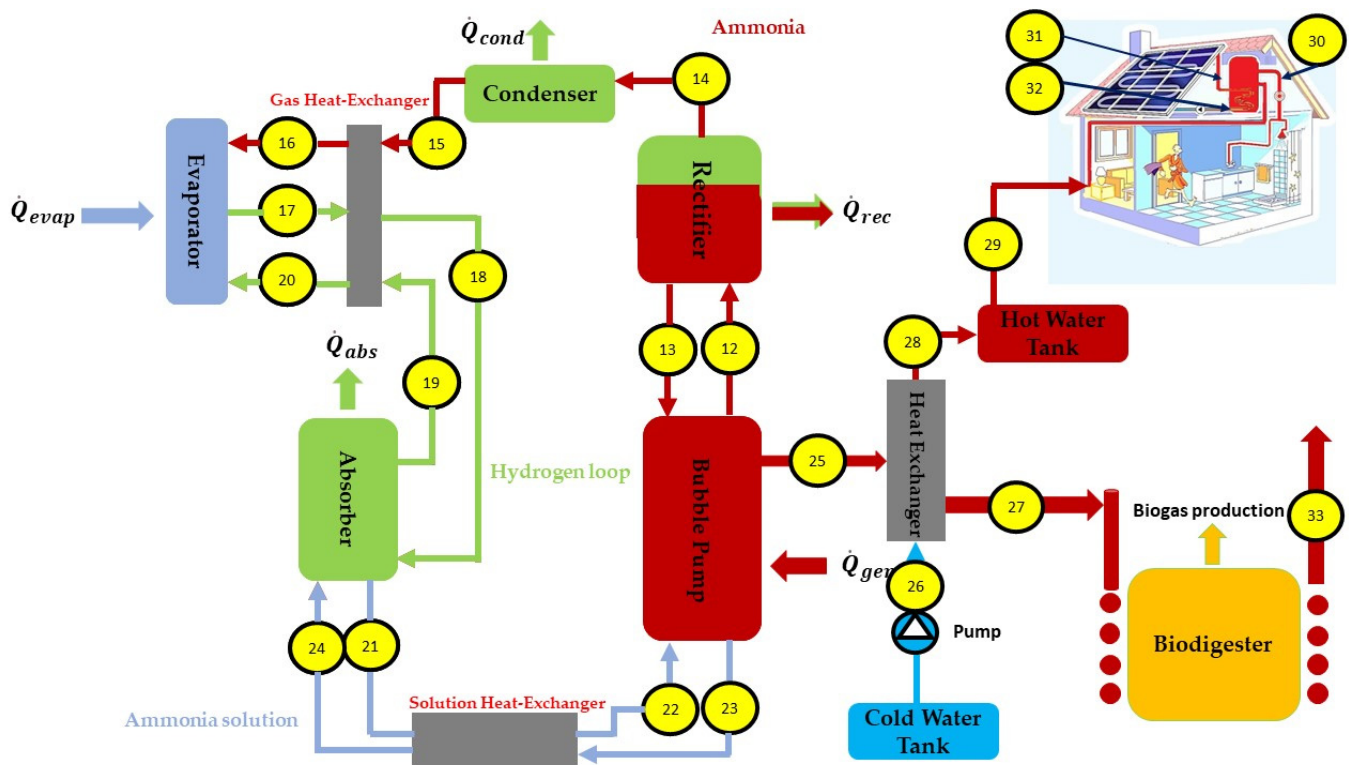 Q̇cond
Ammonia
31
30
32
14
Condenser
Gas Heat-Exchanger
16
15
Evaporator
Rectifier
Q̇evap
17
Q̇rec
29
18
20
Q̇abs
13
12
28
Hot Water
Tank
19
Absorber
Hydrogen loop
Bubble Pump
25
Heat Exchanger
27
Biogas production
33
Q̇gen
26
Pump
Biodigester
24
21
22
23
Solution Heat-Exchanger
Ammonia solution
Cold Water
Tank